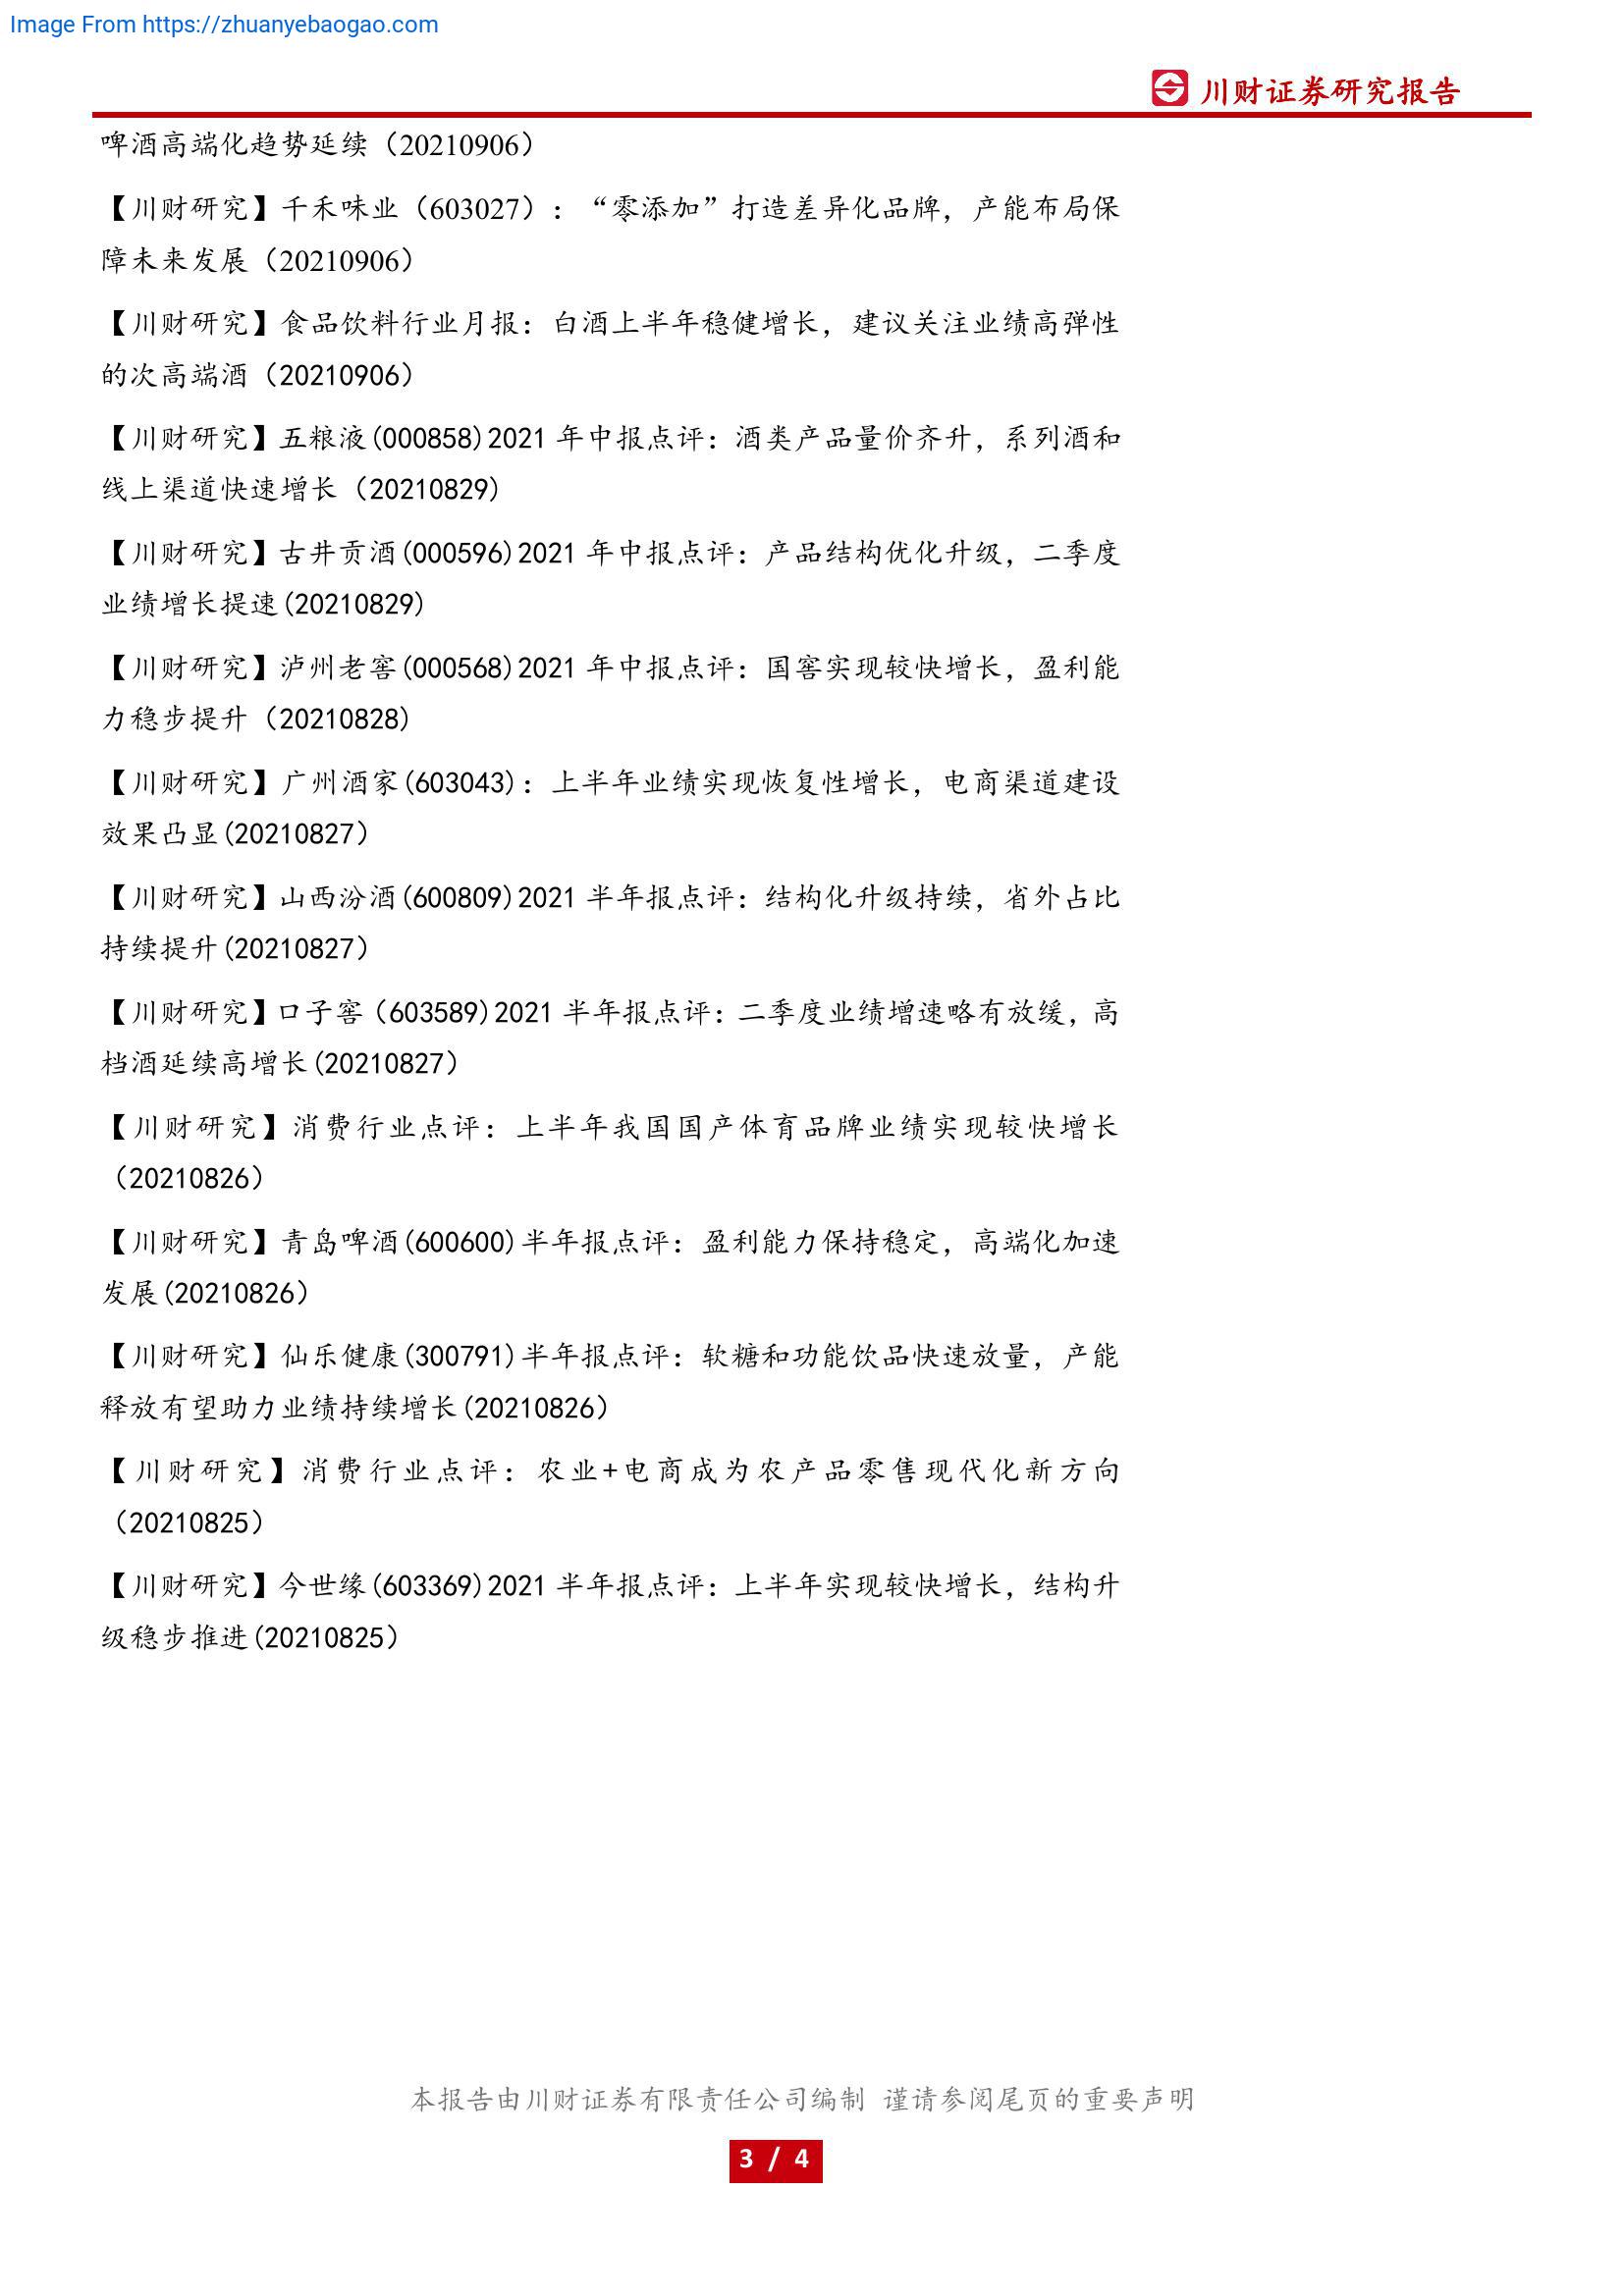 Image From https://zhuanyebaogao.com
川财证券研究报告
啤酒高端化趋势延续（20210906）
【川财研究】千禾味业（603027）：“零添加”打造差异化品牌，产能布局保
障未来发展（20210906）
【川财研究】食品饮料行业月报：白酒上半年稳健增长，建议关注业绩高弹性
的次高端酒（20210906）
【川财研究】五粮液(000858)2021 年中报点评：酒类产品量价齐升，系列酒和
线上渠道快速增长（20210829)
【川财研究】古井贡酒(000596)2021 年中报点评：产品结构优化升级，二季度
业绩增长提速(20210829)
【川财研究】泸州老窖(000568)2021 年中报点评：国窖实现较快增长，盈利能
力稳步提升（20210828)
【川财研究】广州酒家(603043)：上半年业绩实现恢复性增长，电商渠道建设
效果凸显(20210827）
【川财研究】山西汾酒(600809)2021 半年报点评：结构化升级持续，省外占比
持续提升(20210827）
【川财研究】口子窖（603589)2021 半年报点评：二季度业绩增速略有放缓，高
档酒延续高增长(20210827）
【川财研究】消费行业点评：上半年我国国产体育品牌业绩实现较快增长
（20210826）
【川财研究】青岛啤酒(600600)半年报点评：盈利能力保持稳定，高端化加速
发展(20210826）
【川财研究】仙乐健康(300791)半年报点评：软糖和功能饮品快速放量，产能
释放有望助力业绩持续增长(20210826）
【川财研究】消费行业点评：农业+电商成为农产品零售现代化新方向
（20210825）
【川财研究】今世缘(603369)2021 半年报点评：上半年实现较快增长，结构升
级稳步推进(20210825）
本报告由川财证券有限责任公司编制 谨请参阅尾页的重要声明
3 / 4